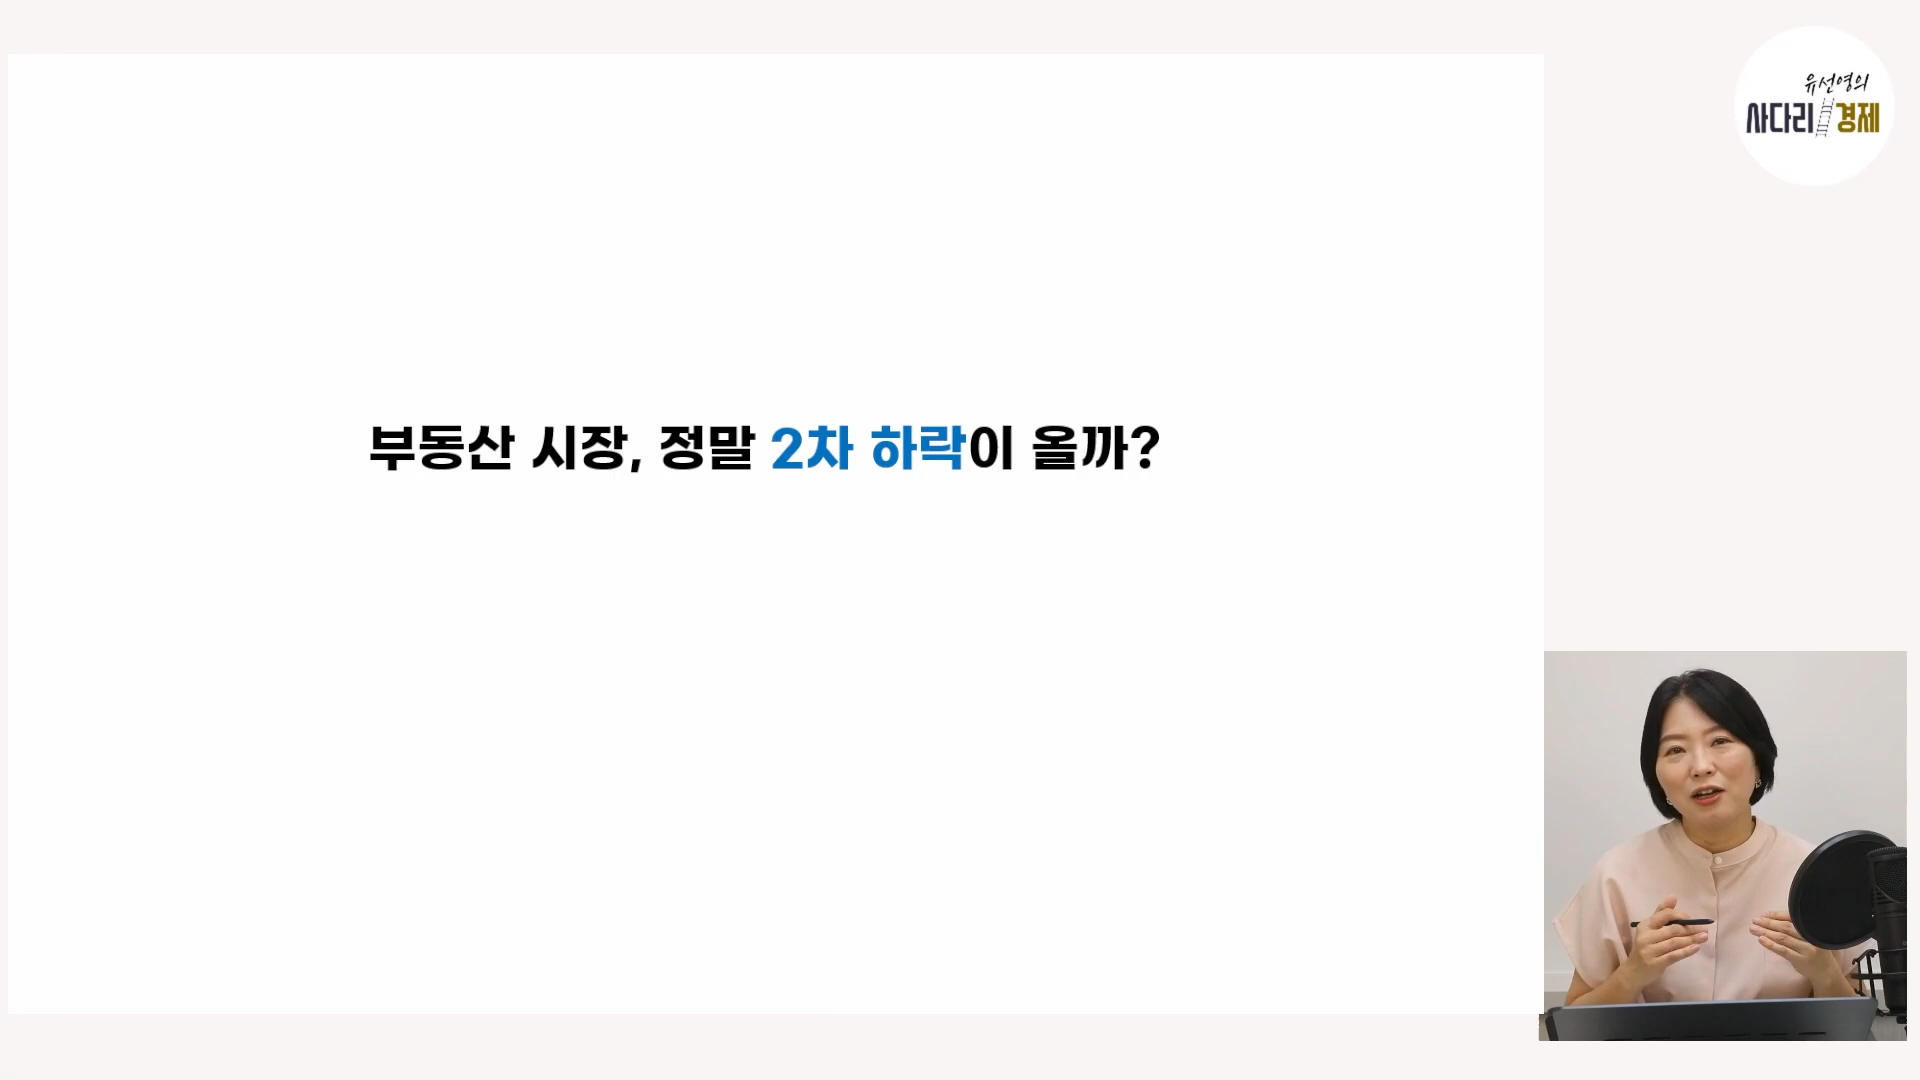 유선영의
사다리 경제
부동산 시장, 정말 2차 하락이 올까?